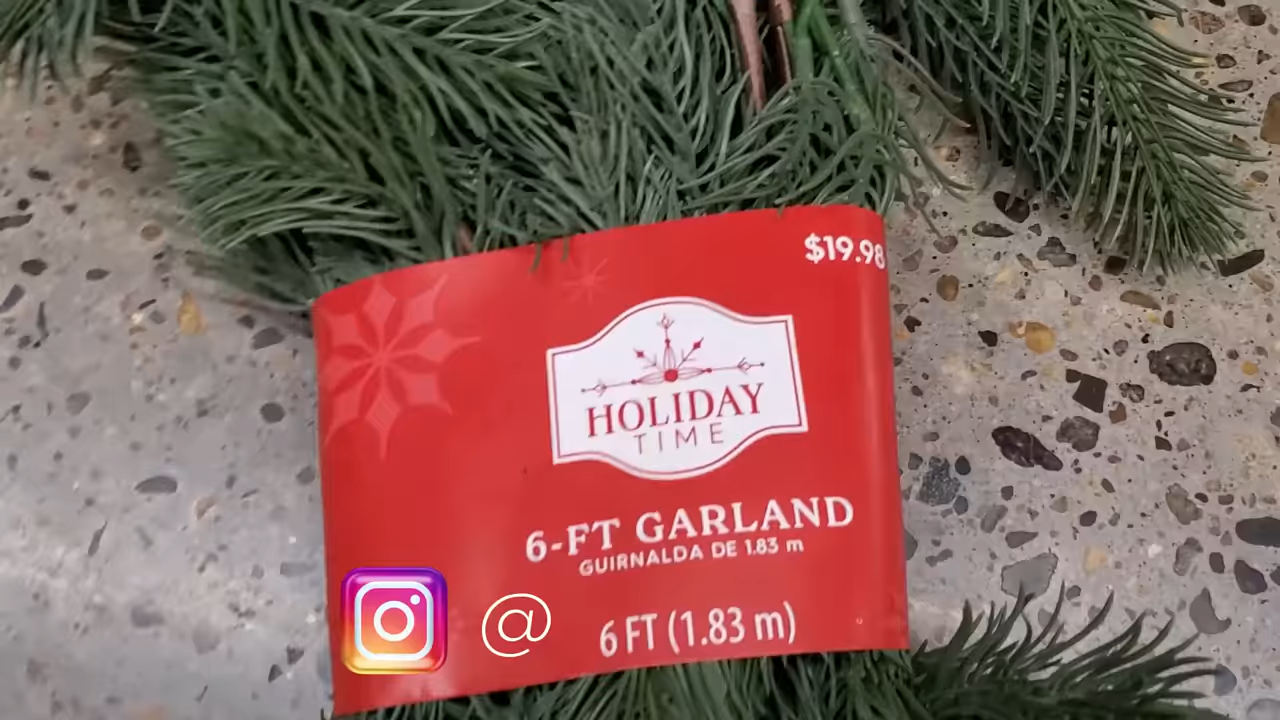 $19.98
HOLIDAY
TIME
6-FT GARLAND
GUIRNALDA DE 1.83 m
@
6 FT (1.83 m)